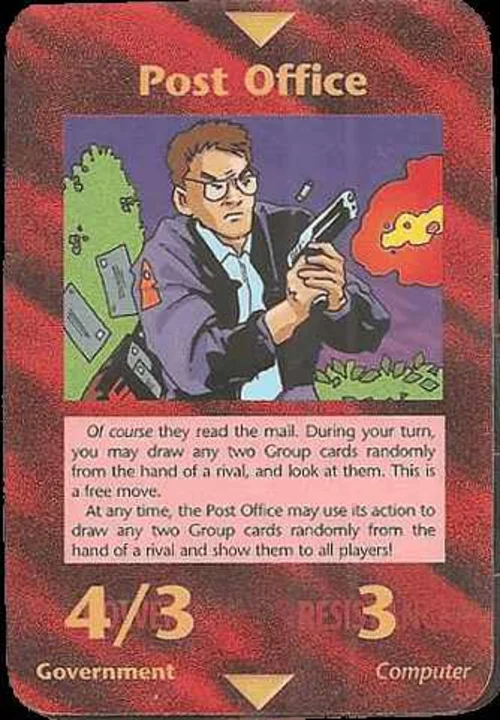 Post Office
Of course they read the mail. During your turn,
you may draw any two Group cards randomly
from the hand of a rival, and look at them. This is
a free move.
At any time, the Post Office may use its action to
draw any two Group cards randomly from the
hand of a rival and show them to all players!
4/3 3
Government Computer